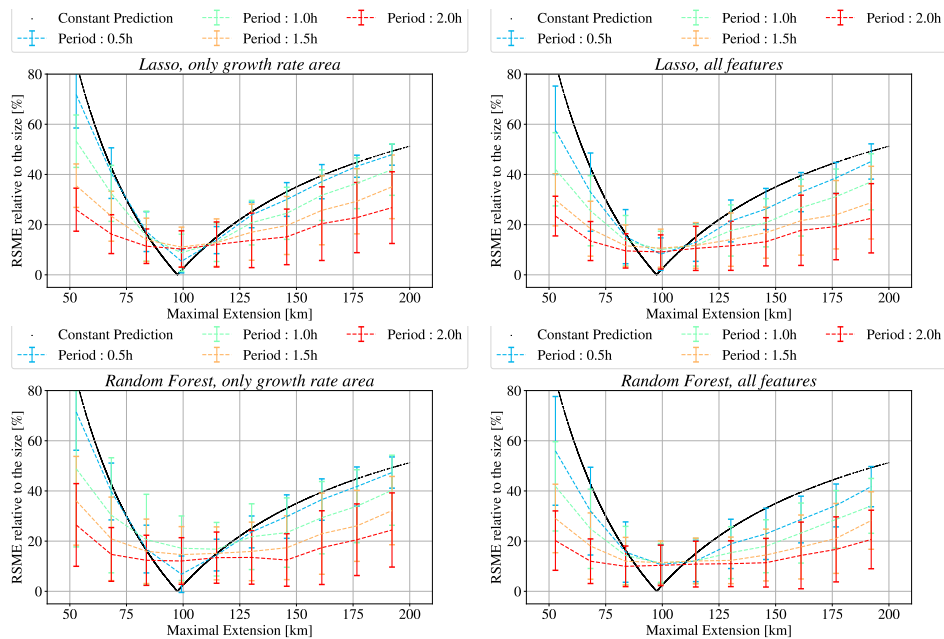 Constant Prediction Period : 1.0h Period : 2.0h
Period : 0.5h Period : 1.5h
Lasso, only growth rate area
RSME relative to the size [%]
80
60
40
20
0
50 75 100 125 150 175 200
Maximal Extension [km]
Constant Prediction Period : 1.0h Period : 2.0h
Period : 0.5h Period : 1.5h
Lasso, all features
RSME relative to the size [%]
80
60
40
20
0
50 75 100 125 150 175 200
Maximal Extension [km]
Constant Prediction Period : 1.0h Period : 2.0h
Period : 0.5h Period : 1.5h
Random Forest, only growth rate area
RSME relative to the size [%]
80
60
40
20
0
50 75 100 125 150 175 200
Maximal Extension [km]
Constant Prediction Period : 1.0h Period : 2.0h
Period : 0.5h Period : 1.5h
Random Forest, all features
RSME relative to the size [%]
80
60
40
20
0
50 75 100 125 150 175 200
Maximal Extension [km]